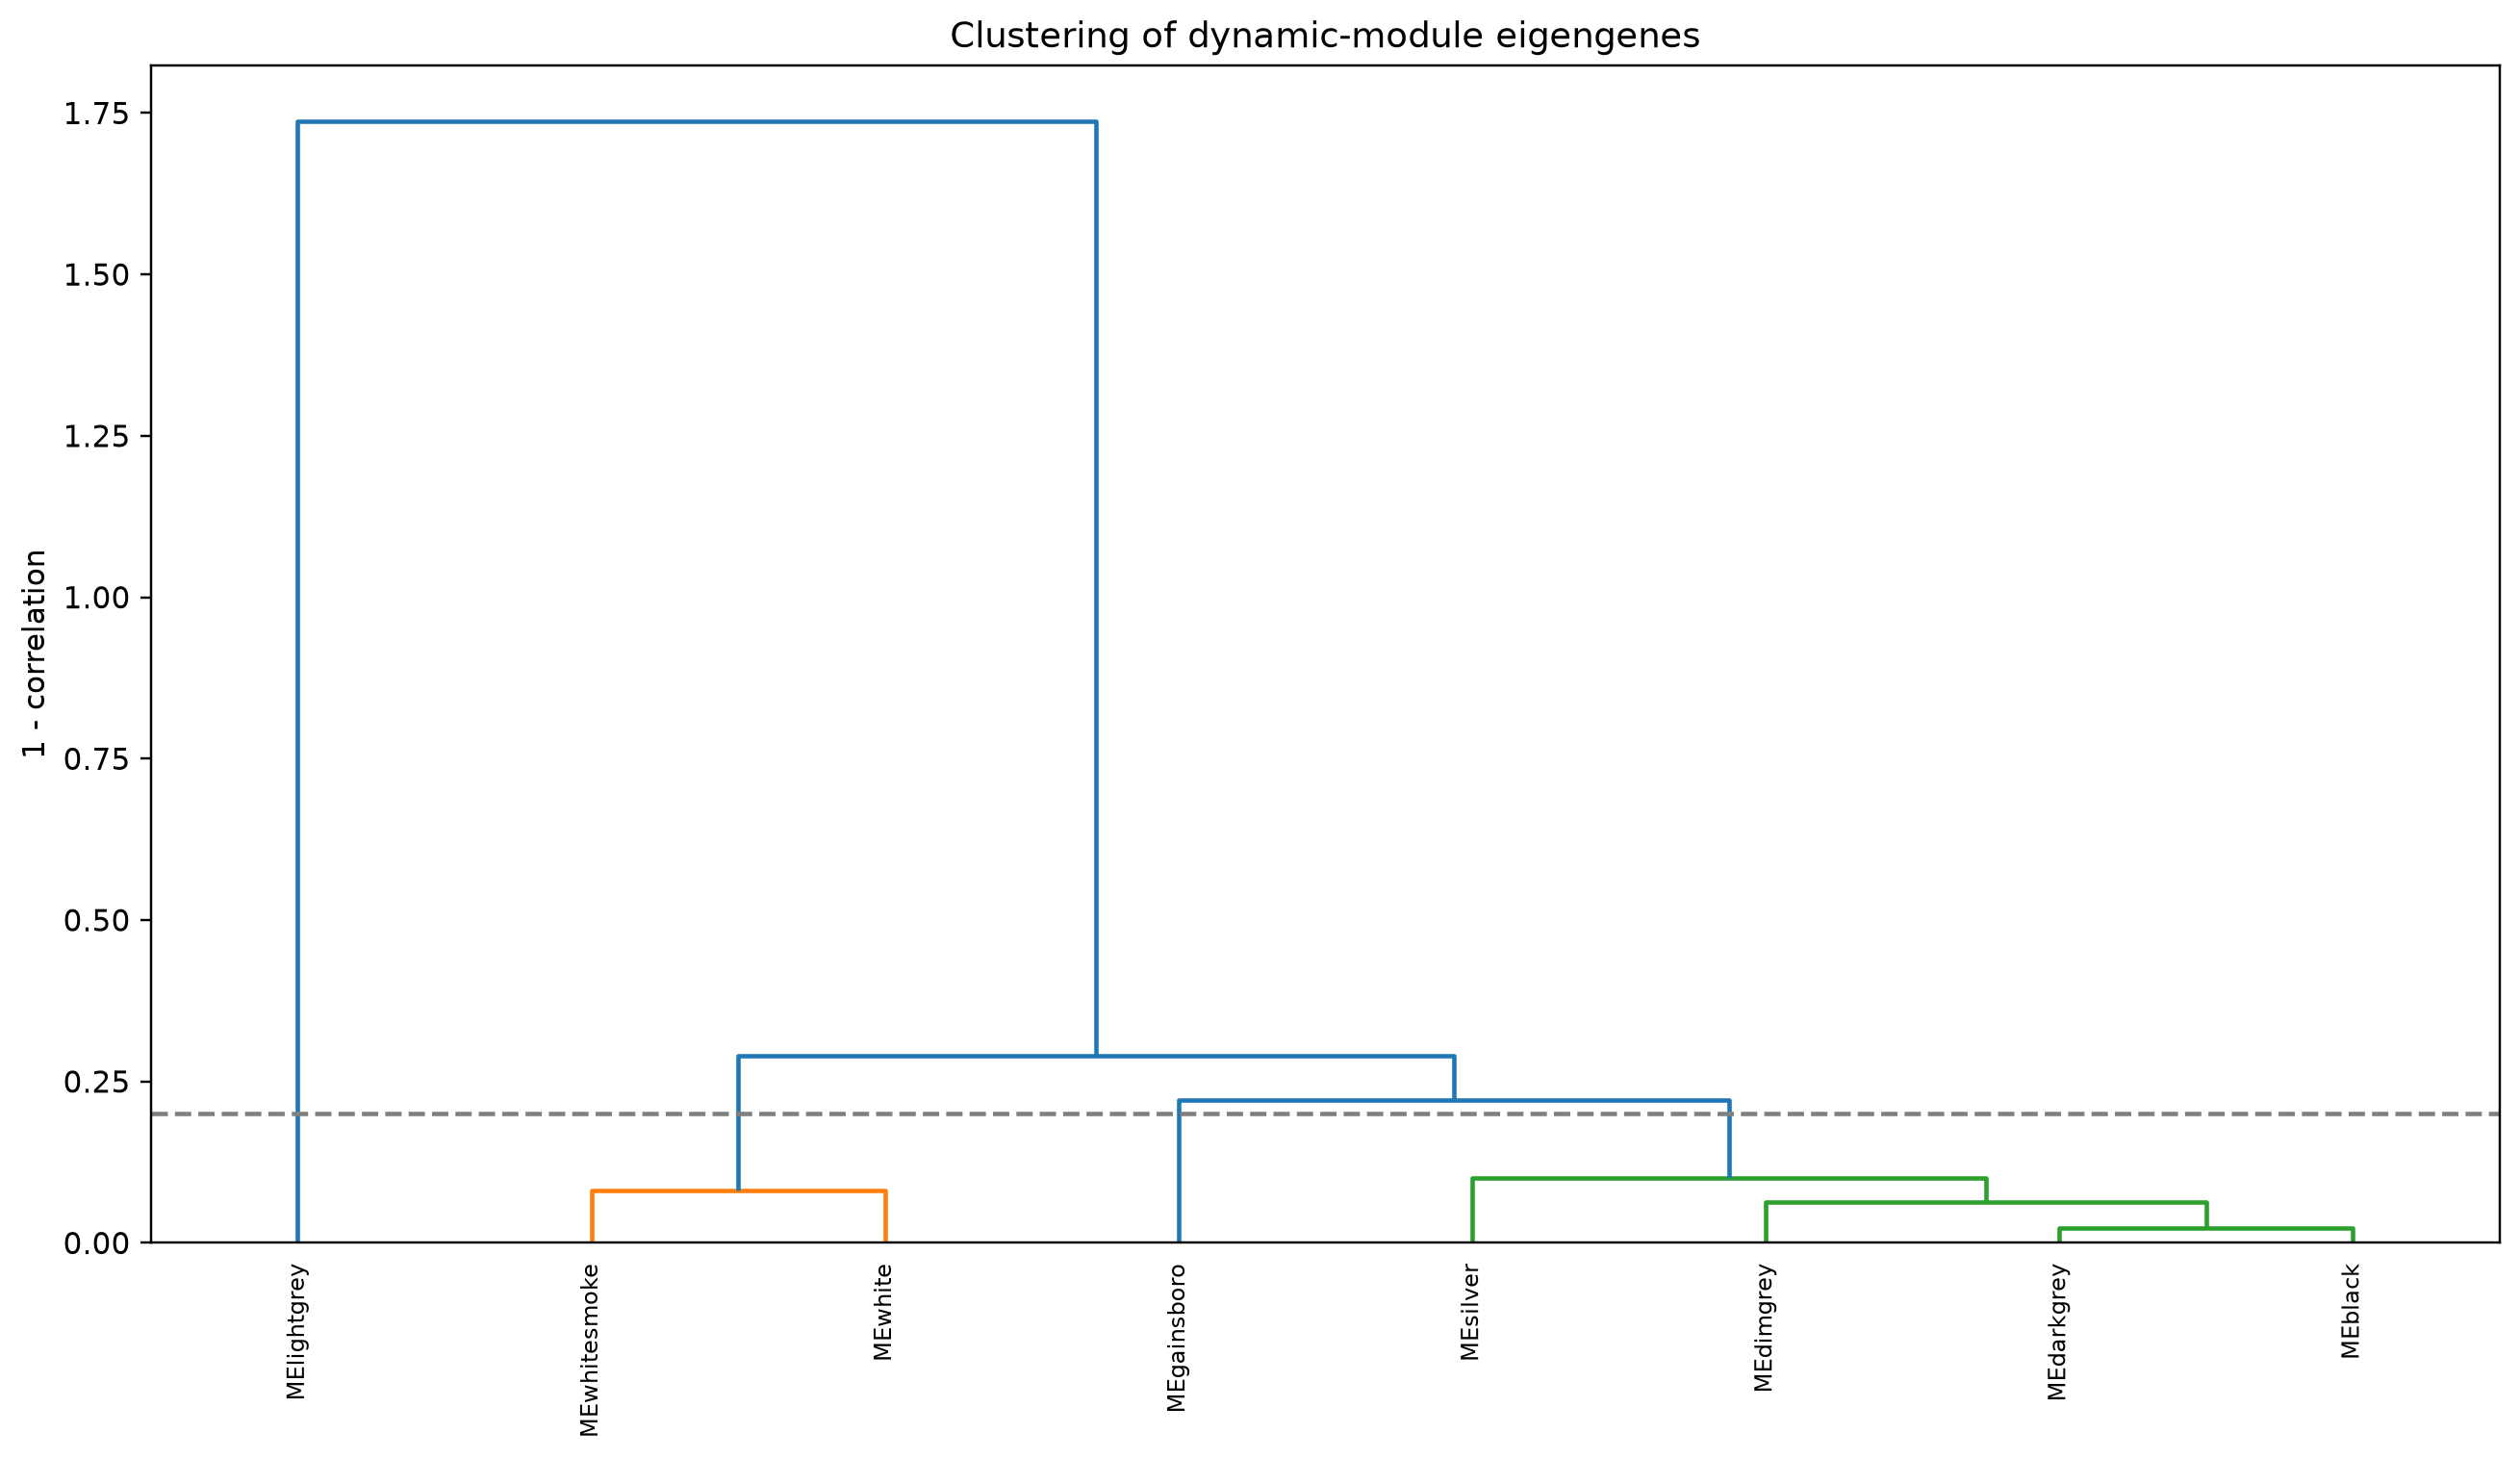 Clustering of dynamic-module eigengenes
1 - correlation
1.75
1.50
1.25
1.00
0.75
0.50
0.25
0.00
MElightgrey
MEwhitesmoke
MEwhite
MEgainsboro
MEsilver
MEdimgrey
MEdarkgrey
MEblack